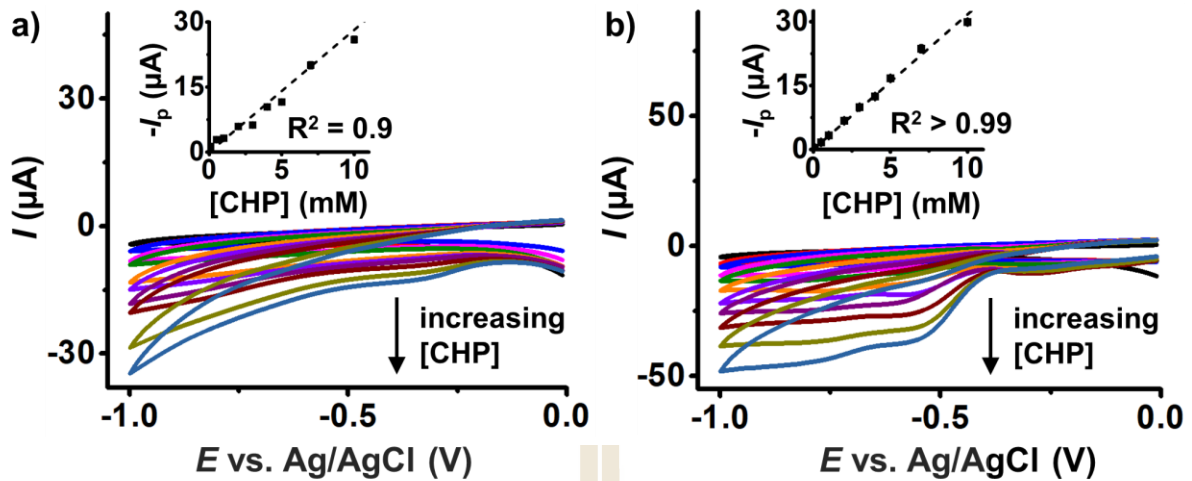 a)
30
15
0
-Ip (µA)
R² = 0.9
0 5 10
[CHP] (mM)
30
0
-30
I (µA)
increasing
[CHP]
-1.0 -0.5 0.0
E vs. Ag/AgCl (V)
b)
30
15
0
-Ip (µA)
R² > 0.99
0 5 10
[CHP] (mM)
50
0
-50
I (µA)
increasing
[CHP]
-1.0 -0.5 0.0
E vs. Ag/AgCl (V)